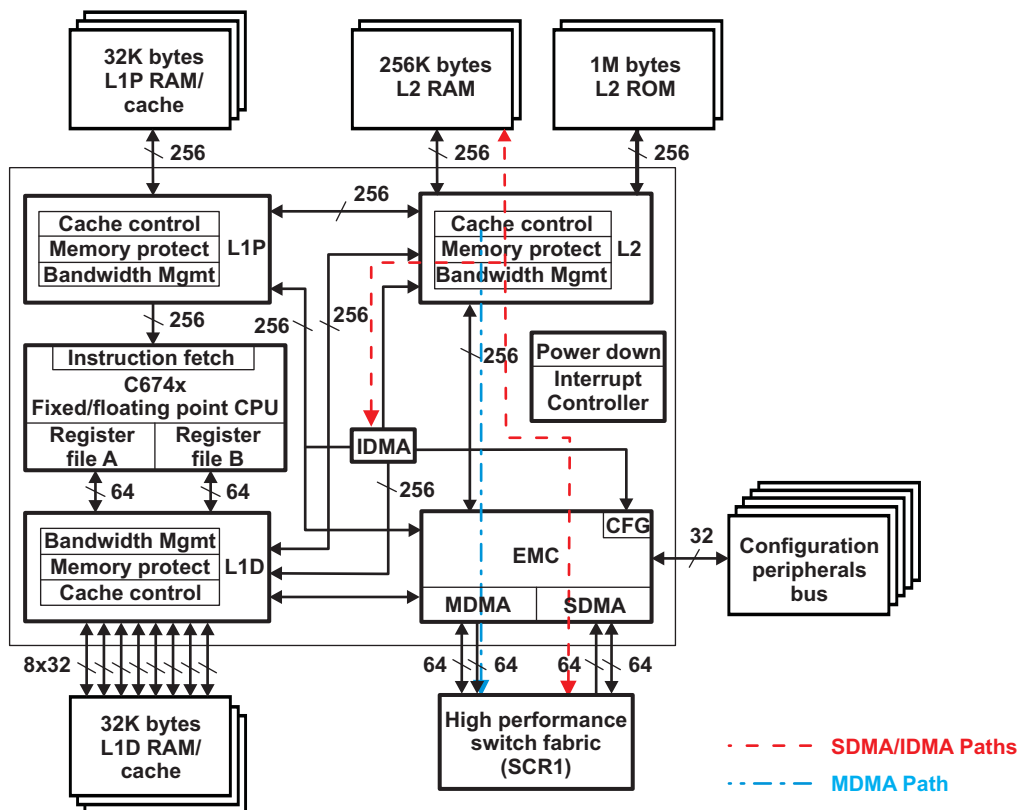 32K bytes
L1P RAM/
cache
256K bytes
L2 RAM
1M bytes
L2 ROM
256
256
256
Cache control
Memory protect
Bandwidth Mgmt
L1P
256
Cache control
Memory protect
Bandwidth Mgmt
L2
256
256
256
256
Instruction fetch
C674x
Fixed/floating point CPU
Register
file A
Register
file B
Power down
Interrupt
Controller
IDMA
64
64
256
Bandwidth Mgmt
Memory protect
Cache control
L1D
CFG
EMC
MDMA
SDMA
32
Configuration
peripherals
bus
8x32
64
64
64
64
32K bytes
L1D RAM/
cache
High performance
switch fabric
(SCR1)
SDMA/IDMA Paths
MDMA Path